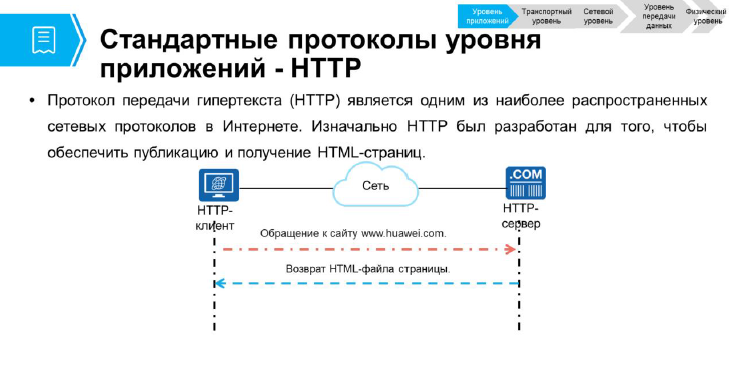 Уровень
приложений
Транспортный
уровень
Сетевой
уровень
Уровень
передачи
данных
Физический
уровень
Стандартные протоколы уровня
приложений - HTTP
• Протокол передачи гипертекста (HTTP) является одним из наиболее распространенных
сетевых протоколов в Интернете. Изначально HTTP был разработан для того, чтобы
обеспечить публикацию и получение HTML-страниц.
.COM
Сеть
HTTP-
клиент
HTTP-
сервер
Обращение к сайту www.huawei.com.
Возврат HTML-файла страницы.